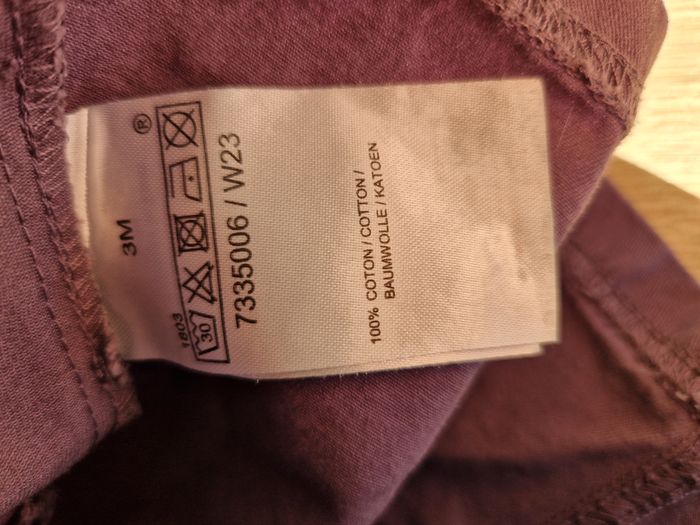 3M
®
1803
30
7335006 / W23
100% COTON / COTTON /
BAUMWOLLE / KATOEN